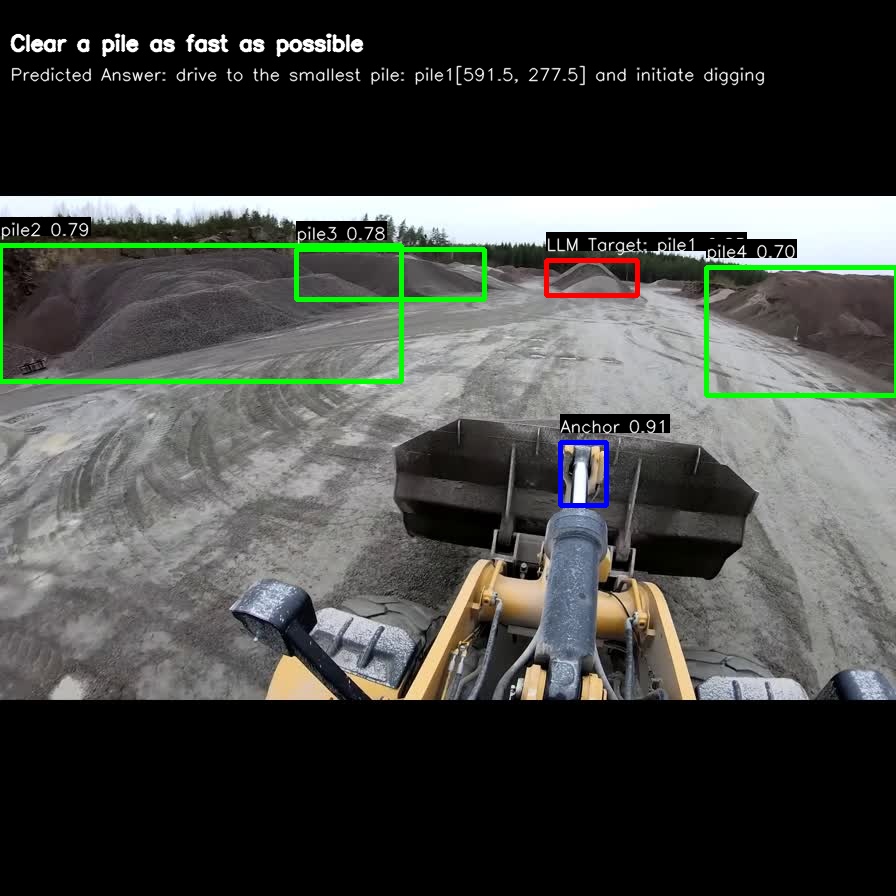 Clear a pile as fast as possible
Predicted Answer: drive to the smallest pile: pile1[591.5, 277.5] and initiate digging
pile2 0.79
pile3 0.78
LLM Target: pile1
pile4 0.70
Anchor 0.91